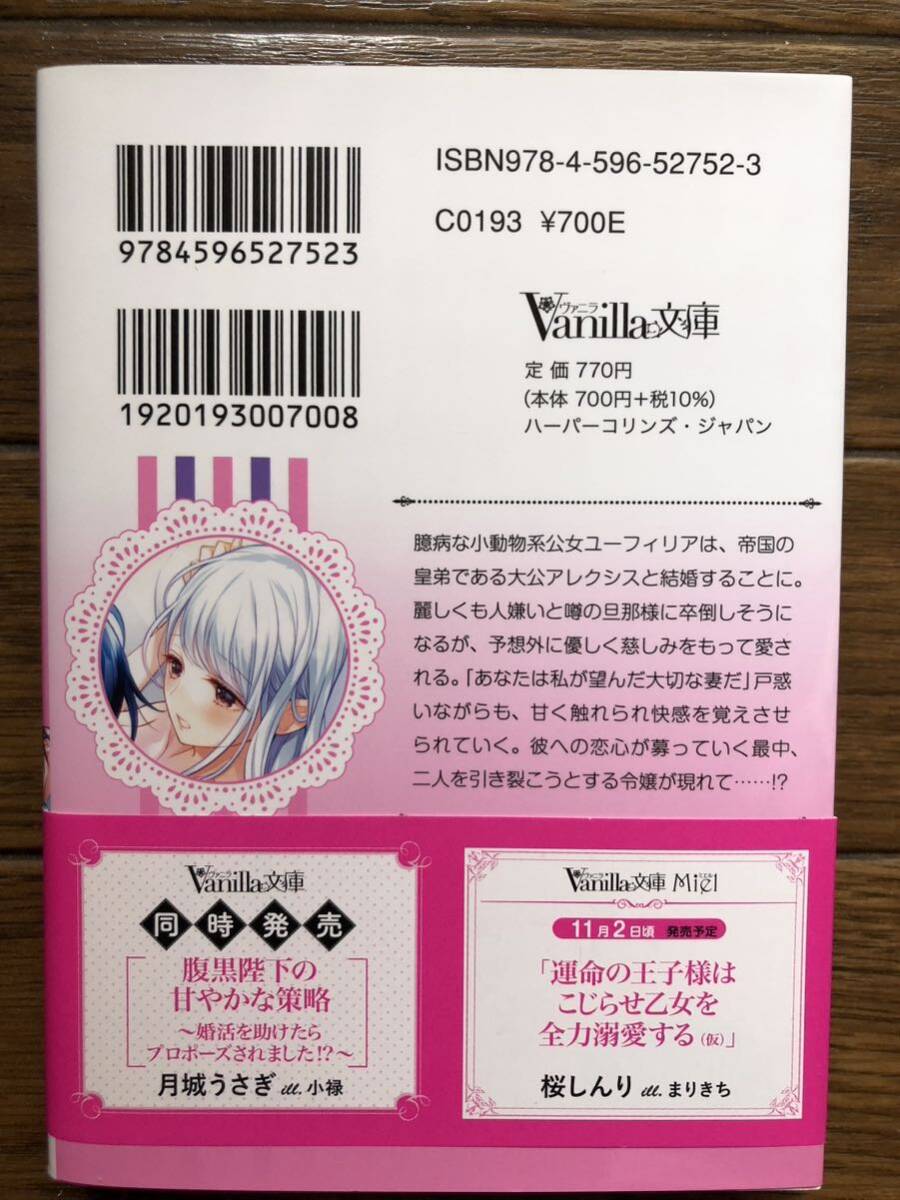 ISBN978-4-596-52752-3
9784596527523
C0193 ¥700E
1920193007008
ヴァニラ
Vanilla文庫
定価 770円
(本体 700円+税10%)
ハーパーコリンズ・ジャパン
臆病な小動物系公女ユーフィリアは、帝国の
皇弟である大公アレクシスと結婚することに。
麗しくも人嫌いと噂の旦那様に卒倒しそうに
なるが、予想外に優しく慈しみをもって愛さ
れる。「あなたは私が望んだ大切な妻だ」戸惑
いながらも、甘く触れられ快感を覚えさせ
られていく。彼への恋心が募っていく最中、
二人を引き裂こうとする令嬢が現れて……!?
ヴァニラ
Vanilla文庫
同時発売
腹黒陛下の
甘やかな策略
～婚活を助けたら
プロポーズされました!?～
月城うさぎ ill. 小禄
ヴァニラ
Vanilla文庫 Miel
ミエル
11月2日頃 発売予定
「運命の王子様は
こじらせ乙女を
全力溺愛する(仮)」
桜しんり ill. まりきち